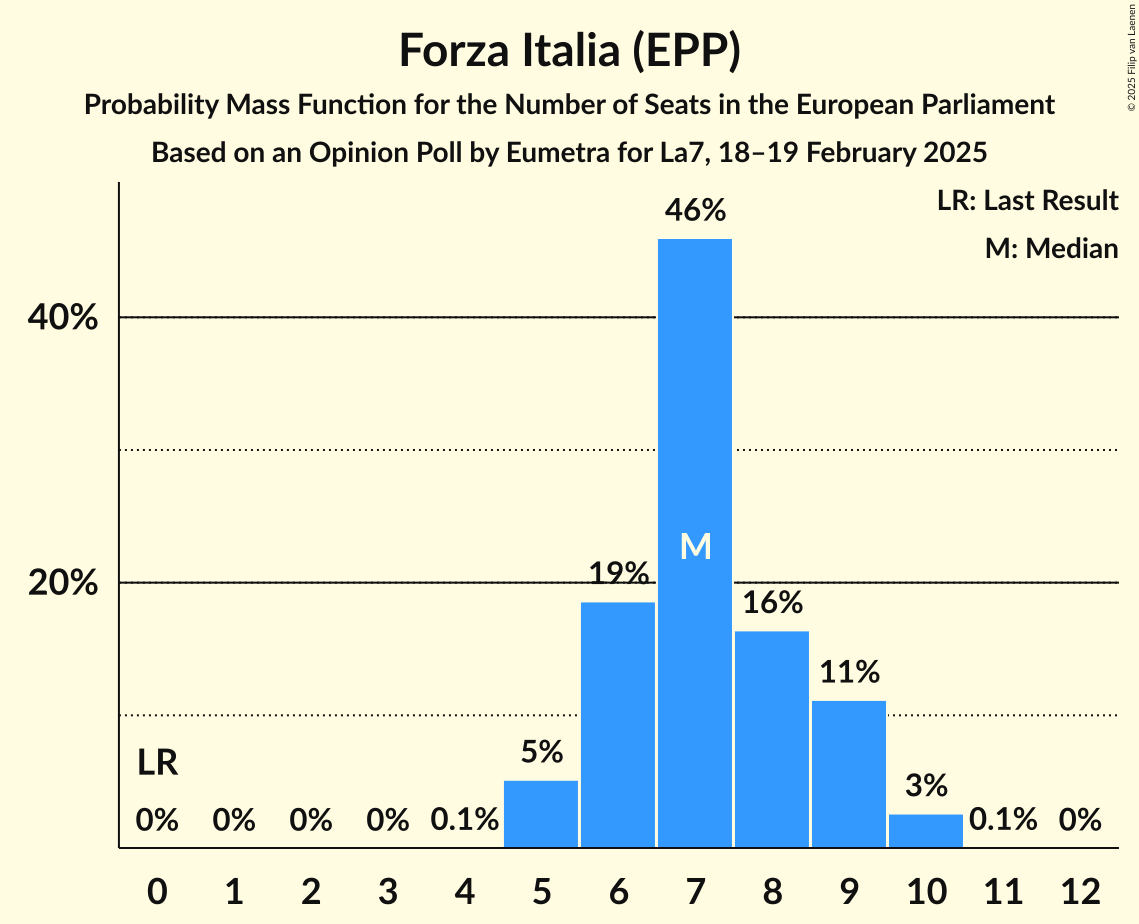 Forza Italia (EPP)
Probability Mass Function for the Number of Seats in the European Parliament
Based on an Opinion Poll by Eumetra for La7, 18–19 February 2025
© 2025 Filip van Laenen
LR: Last Result
M: Median
46%
40%
M
19%
20%
16%
11%
LR
5%
3%
0% 0% 0% 0% 0.1% 0.1% 0%
0 1 2 3 4 5 6 7 8 9 10 11 12